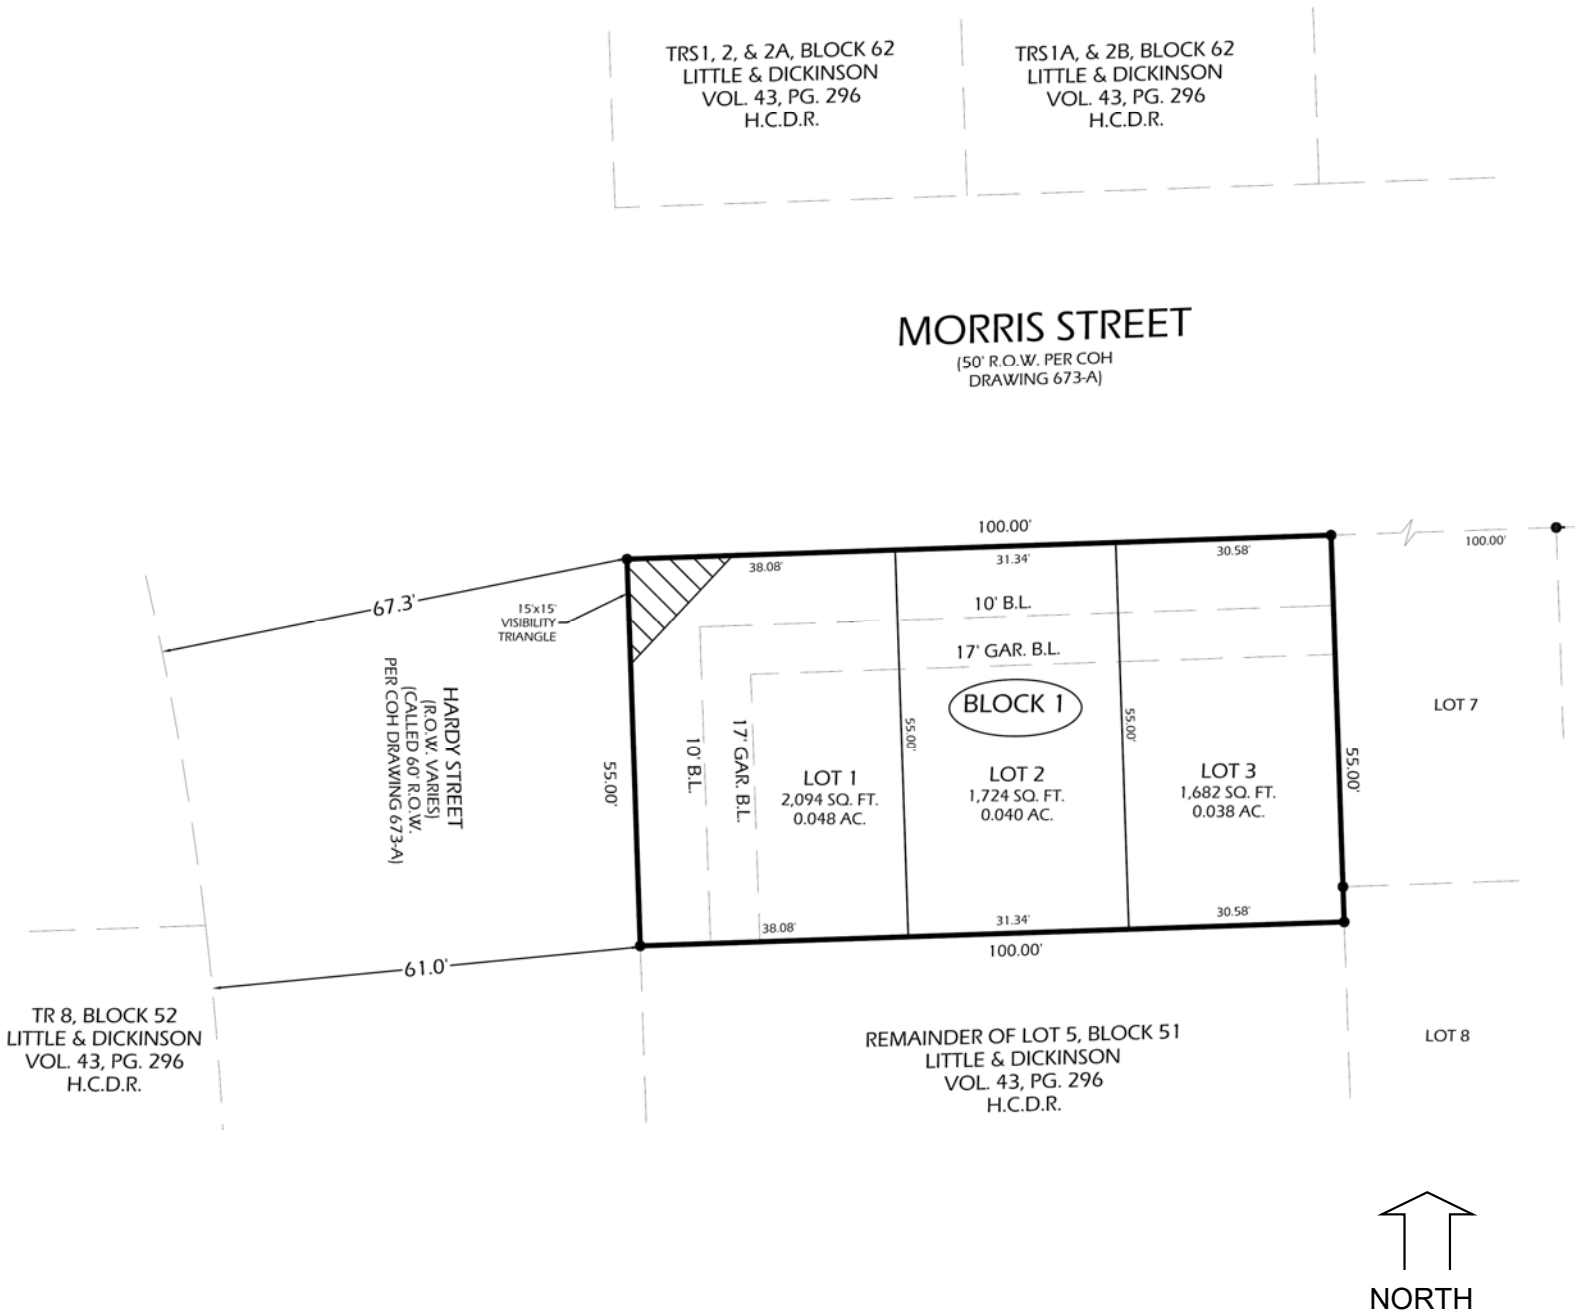 TRS1, 2, & 2A, BLOCK 62
LITTLE & DICKINSON
VOL. 43, PG. 296
H.C.D.R.
TRS1A, & 2B, BLOCK 62
LITTLE & DICKINSON
VOL. 43, PG. 296
H.C.D.R.
MORRIS STREET
(50' R.O.W. PER COH
DRAWING 673-A)
100.00'
38.08'
31.34'
30.58'
100.00'
67.3'
15'x15'
VISIBILITY
TRIANGLE
10' B.L.
17' GAR. B.L.
BLOCK 1
HARDY STREET
(R.O.W. VARIES)
(CALLED 60' R.O.W.
PER COH DRAWING 673-A)
55.00'
10' B.L.
17' GAR. B.L.
LOT 1
2,094 SQ. FT.
0.048 AC.
55.00'
LOT 2
1,724 SQ. FT.
0.040 AC.
55.00'
LOT 3
1,682 SQ. FT.
0.038 AC.
55.00'
LOT 7
38.08'
31.34'
30.58'
100.00'
61.0'
TR 8, BLOCK 52
LITTLE & DICKINSON
VOL. 43, PG. 296
H.C.D.R.
REMAINDER OF LOT 5, BLOCK 51
LITTLE & DICKINSON
VOL. 43, PG. 296
H.C.D.R.
LOT 8
NORTH